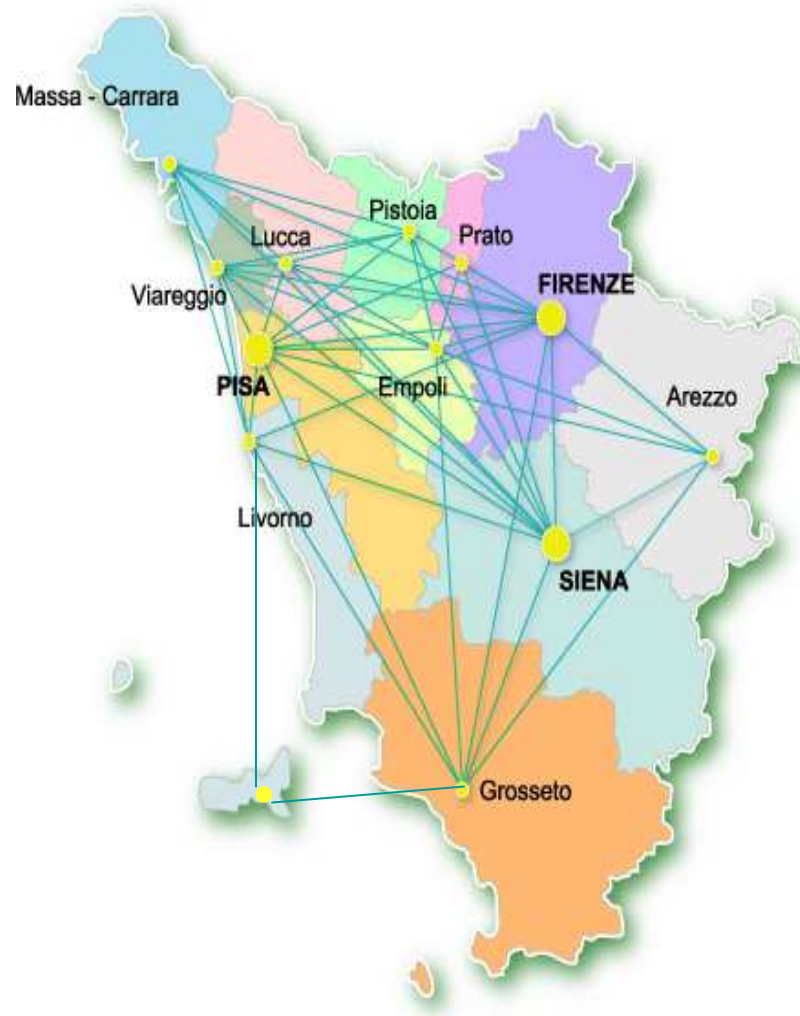 Massa - Carrara
Pistoia
Lucca
Prato
FIRENZE
Viareggio
PISA
Empoli
Arezzo
Livorno
SIENA
Grosseto